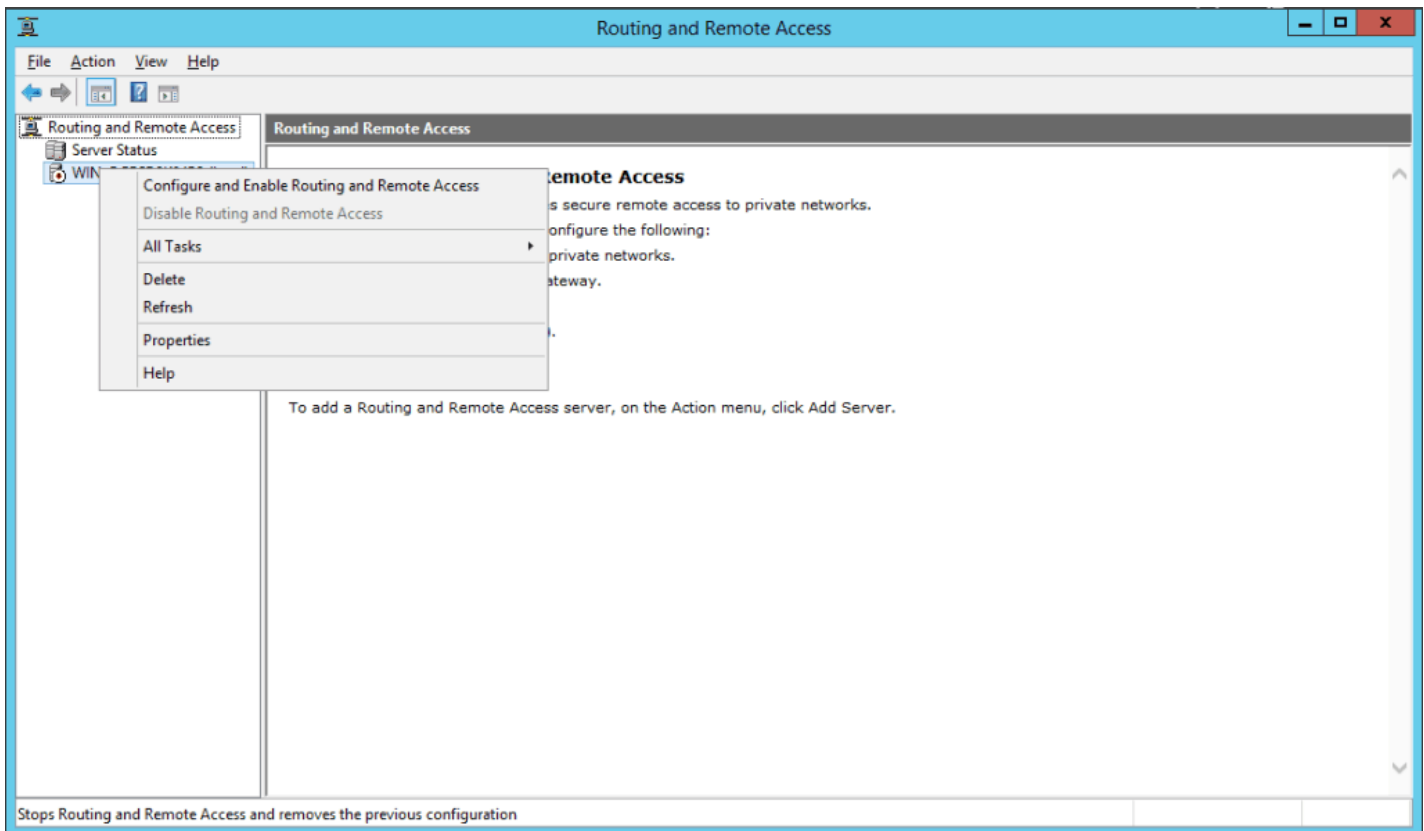 Routing and Remote Access
File Action View Help
Routing and Remote Access
Routing and Remote Access
Server Status
WIN
Configure and Enable Routing and Remote Access
Disable Routing and Remote Access
All Tasks
Delete
Refresh
Properties
Help
emote Access
s secure remote access to private networks.
onfigure the following:
private networks.
ateway.
).
To add a Routing and Remote Access server, on the Action menu, click Add Server.
Stops Routing and Remote Access and removes the previous configuration